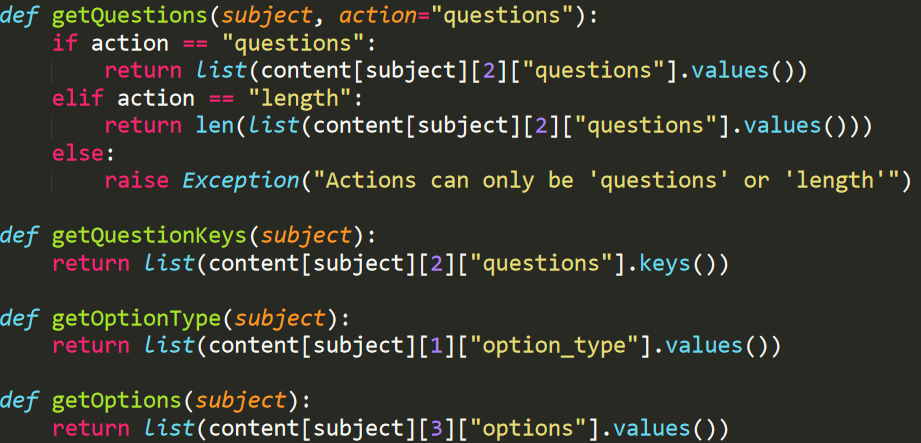 def getQuestions(subject, action="questions"):
    if action == "questions":
        return list(content[subject][2]["questions"].values())
    elif action == "length":
        return len(list(content[subject][2]["questions"].values()))
    else:
        raise Exception("Actions can only be 'questions' or 'length'")

def getQuestionKeys(subject):
    return list(content[subject][2]["questions"].keys())

def getOptionType(subject):
    return list(content[subject][1]["option_type"].values())

def getOptions(subject):
    return list(content[subject][3]["options"].values())